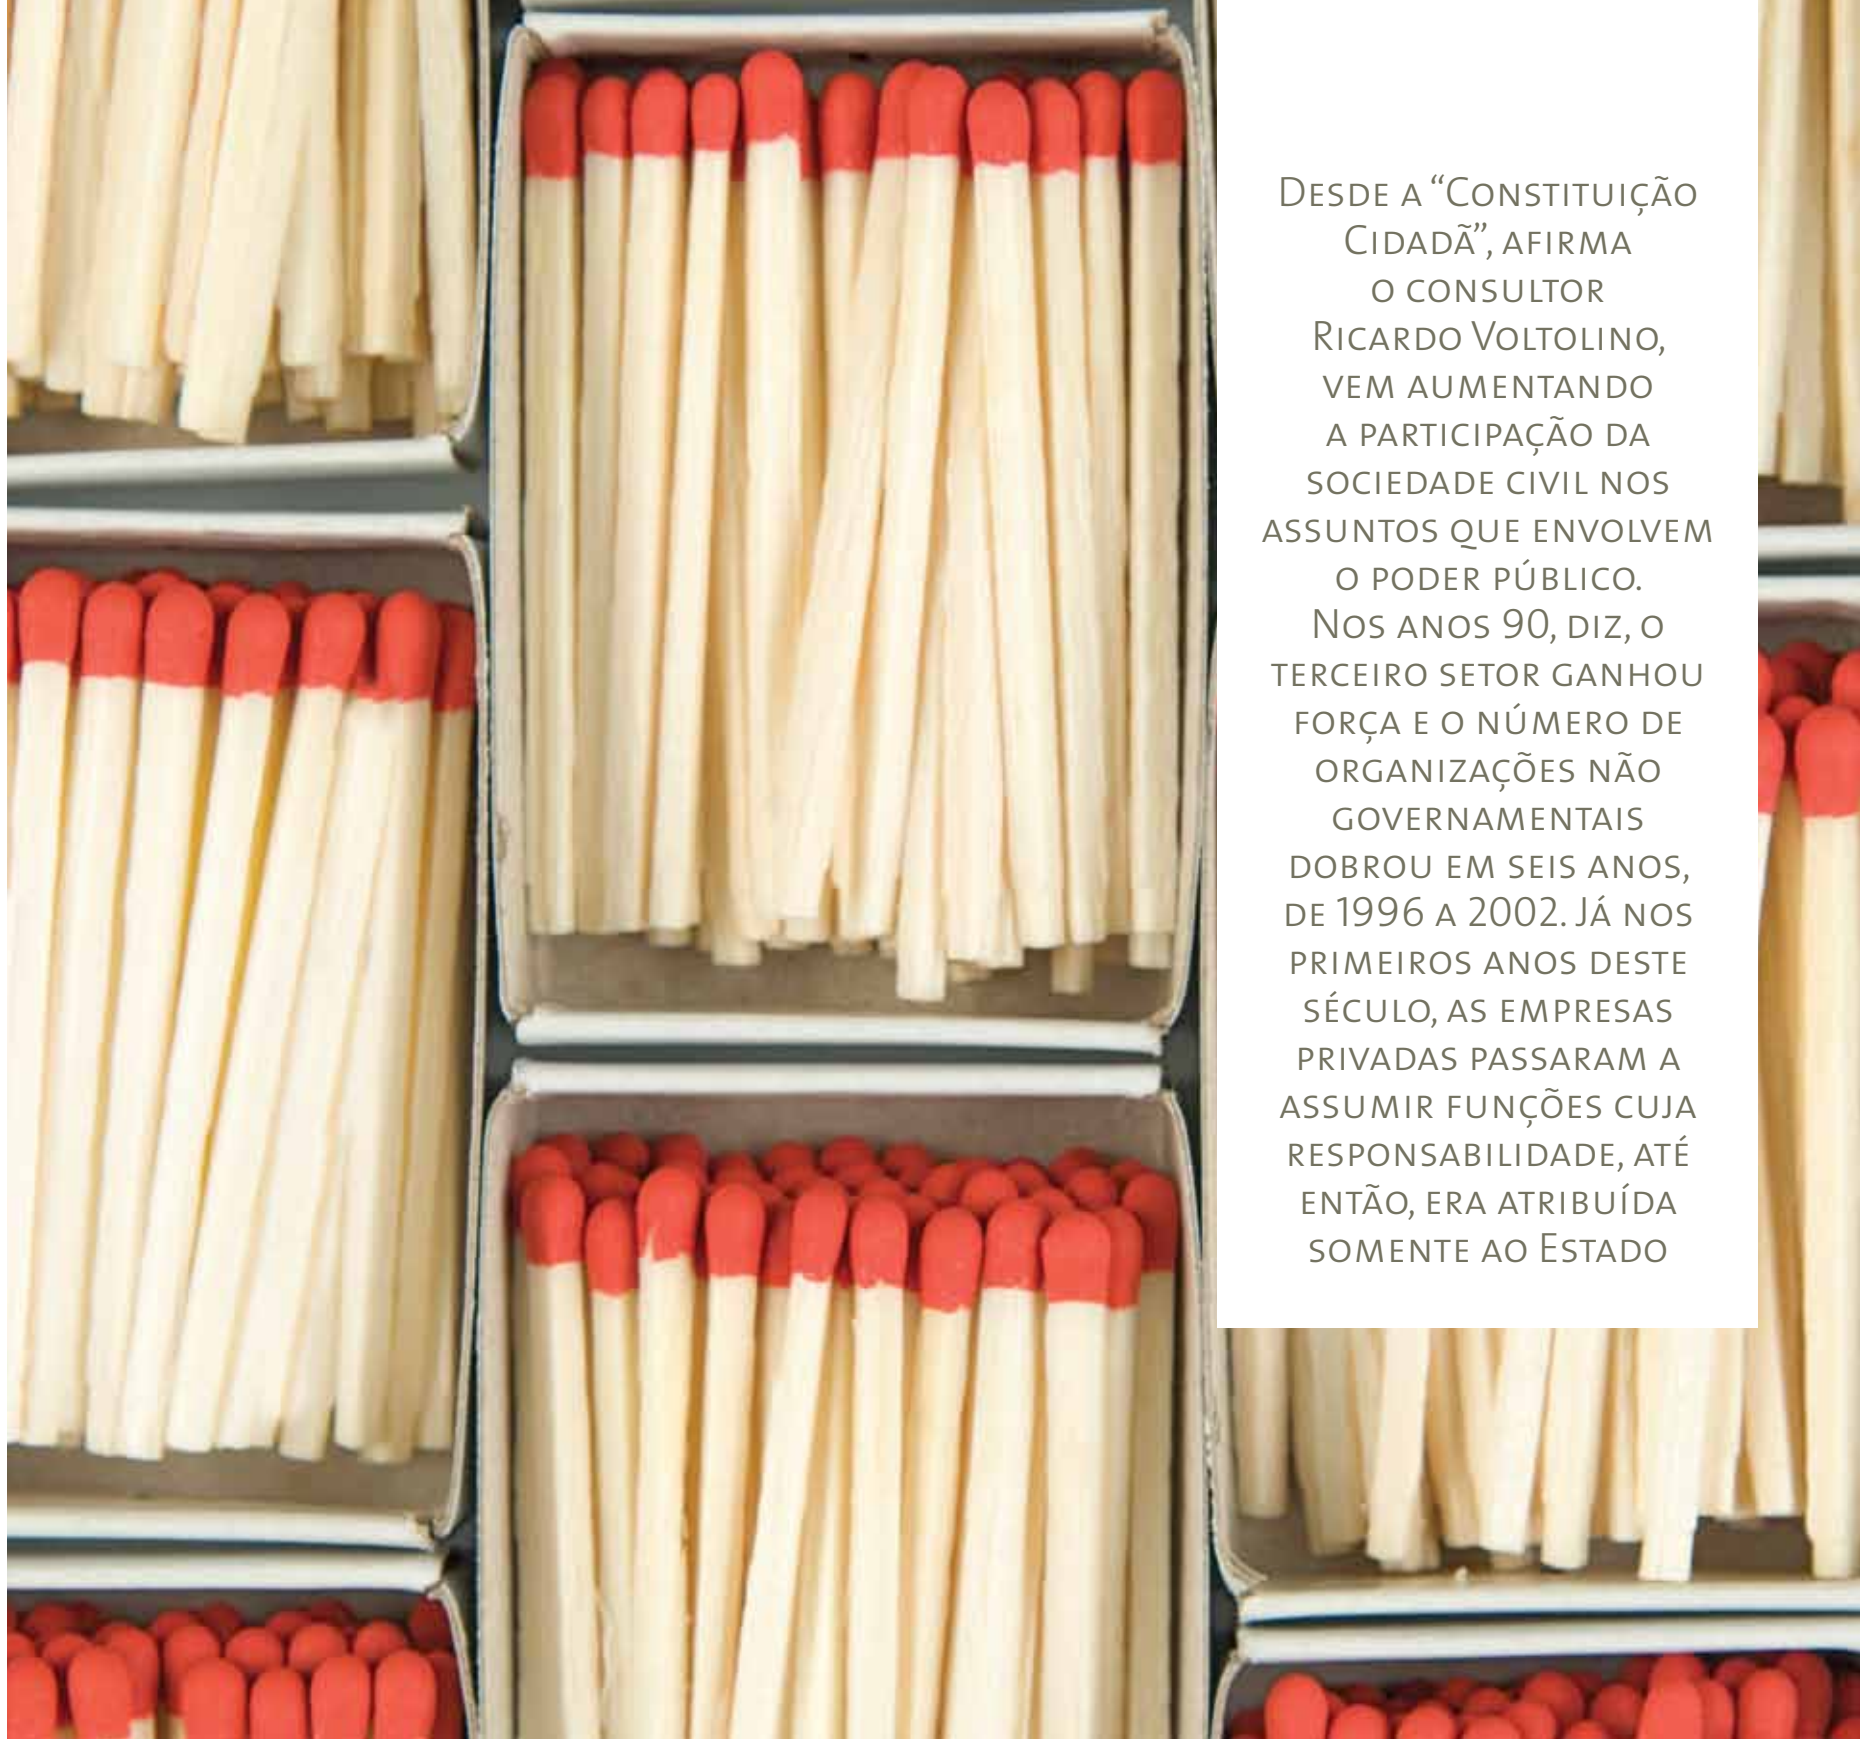 Desde a “Constituição
Cidadã”, afirma
o consultor
Ricardo Voltolino,
vem aumentando
a participação da
sociedade civil nos
assuntos que envolvem
o poder público.
Nos anos 90, diz, o
terceiro setor ganhou
força e o número de
organizações não
governamentais
dobrou em seis anos,
de 1996 a 2002. Já nos
primeiros anos deste
século, as empresas
privadas passaram a
assumir funções cuja
responsabilidade, até
então, era atribuída
somente ao Estado